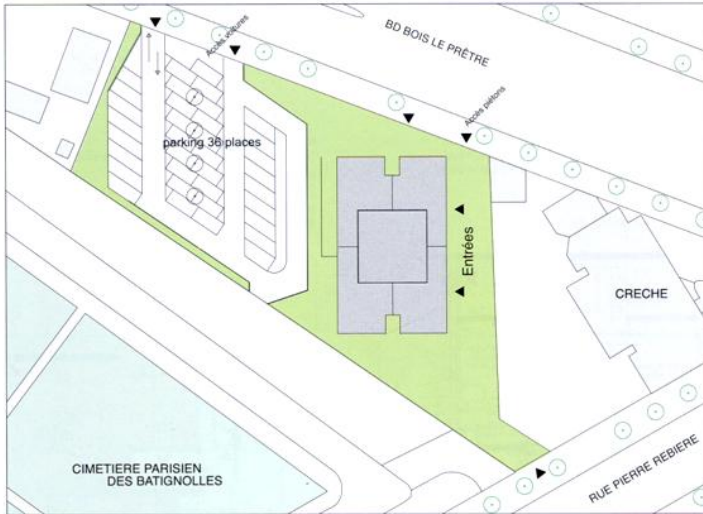 BD BOIS LE PRÊTRE
Accès voitures
Accès piétons
parking 36 places
Entrées
CRECHE
CIMETIERE PARISIEN
DES BATIGNOLLES
RUE PIERRE REBIERE